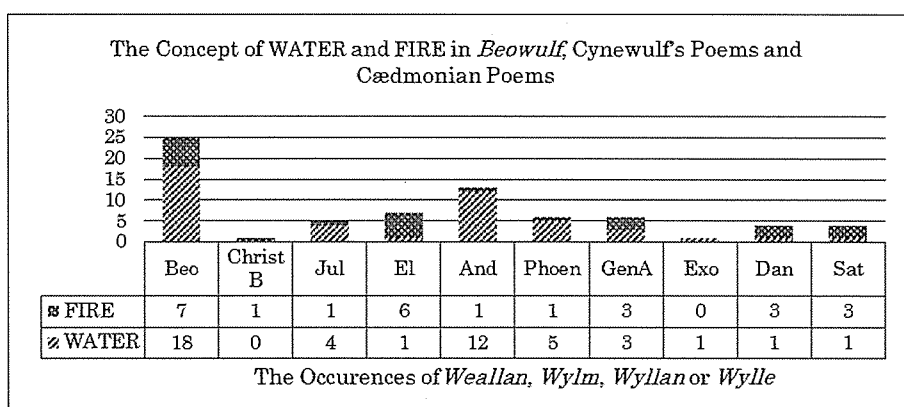 The Concept of WATER and FIRE in Beowulf, Cynewulf's Poems and
Cædmonian Poems
30
25
20
15
10
5
0
Beo Christ B Jul El And Phoen GenA Exo Dan Sat
FIRE 7 1 1 6 1 1 3 0 3 3
WATER 18 0 4 1 12 5 3 1 1 1
The Occurences of Weallan, Wylm, Wyllan or Wylle